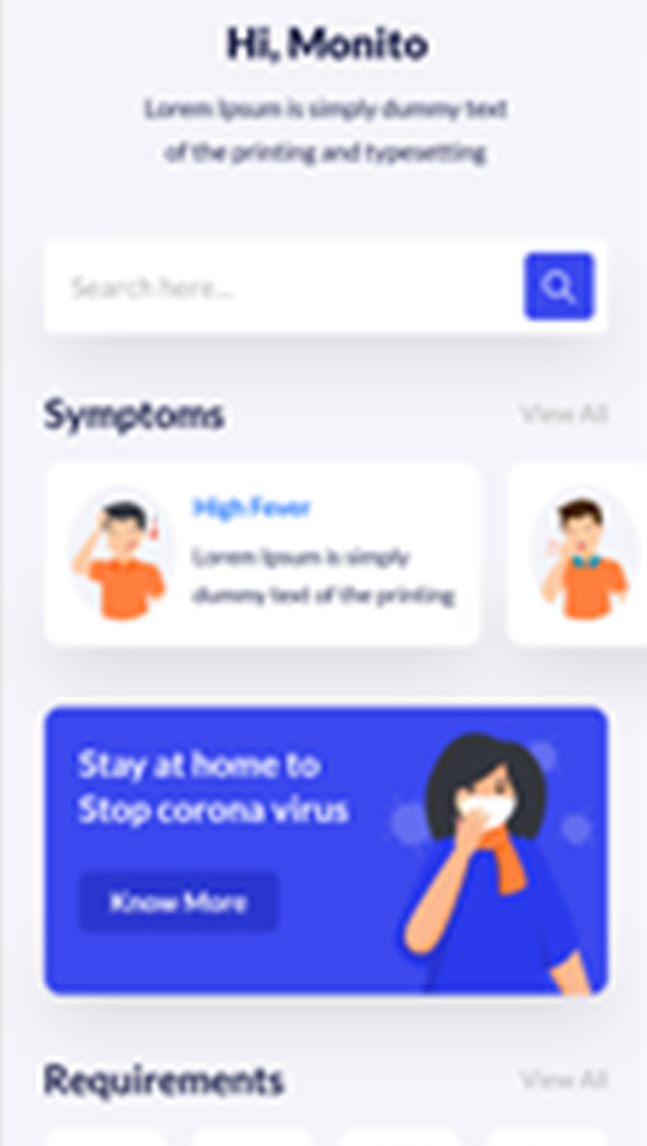 Hi, Monito
Lorem Ipsum is simply dummy text
of the printing and typesetting
Search here...
Symptoms
View All
High Fever
Lorem Ipsum is simply
dummy text of the printing
Stay at home to
Stop corona virus
Know More
Requirements
View All